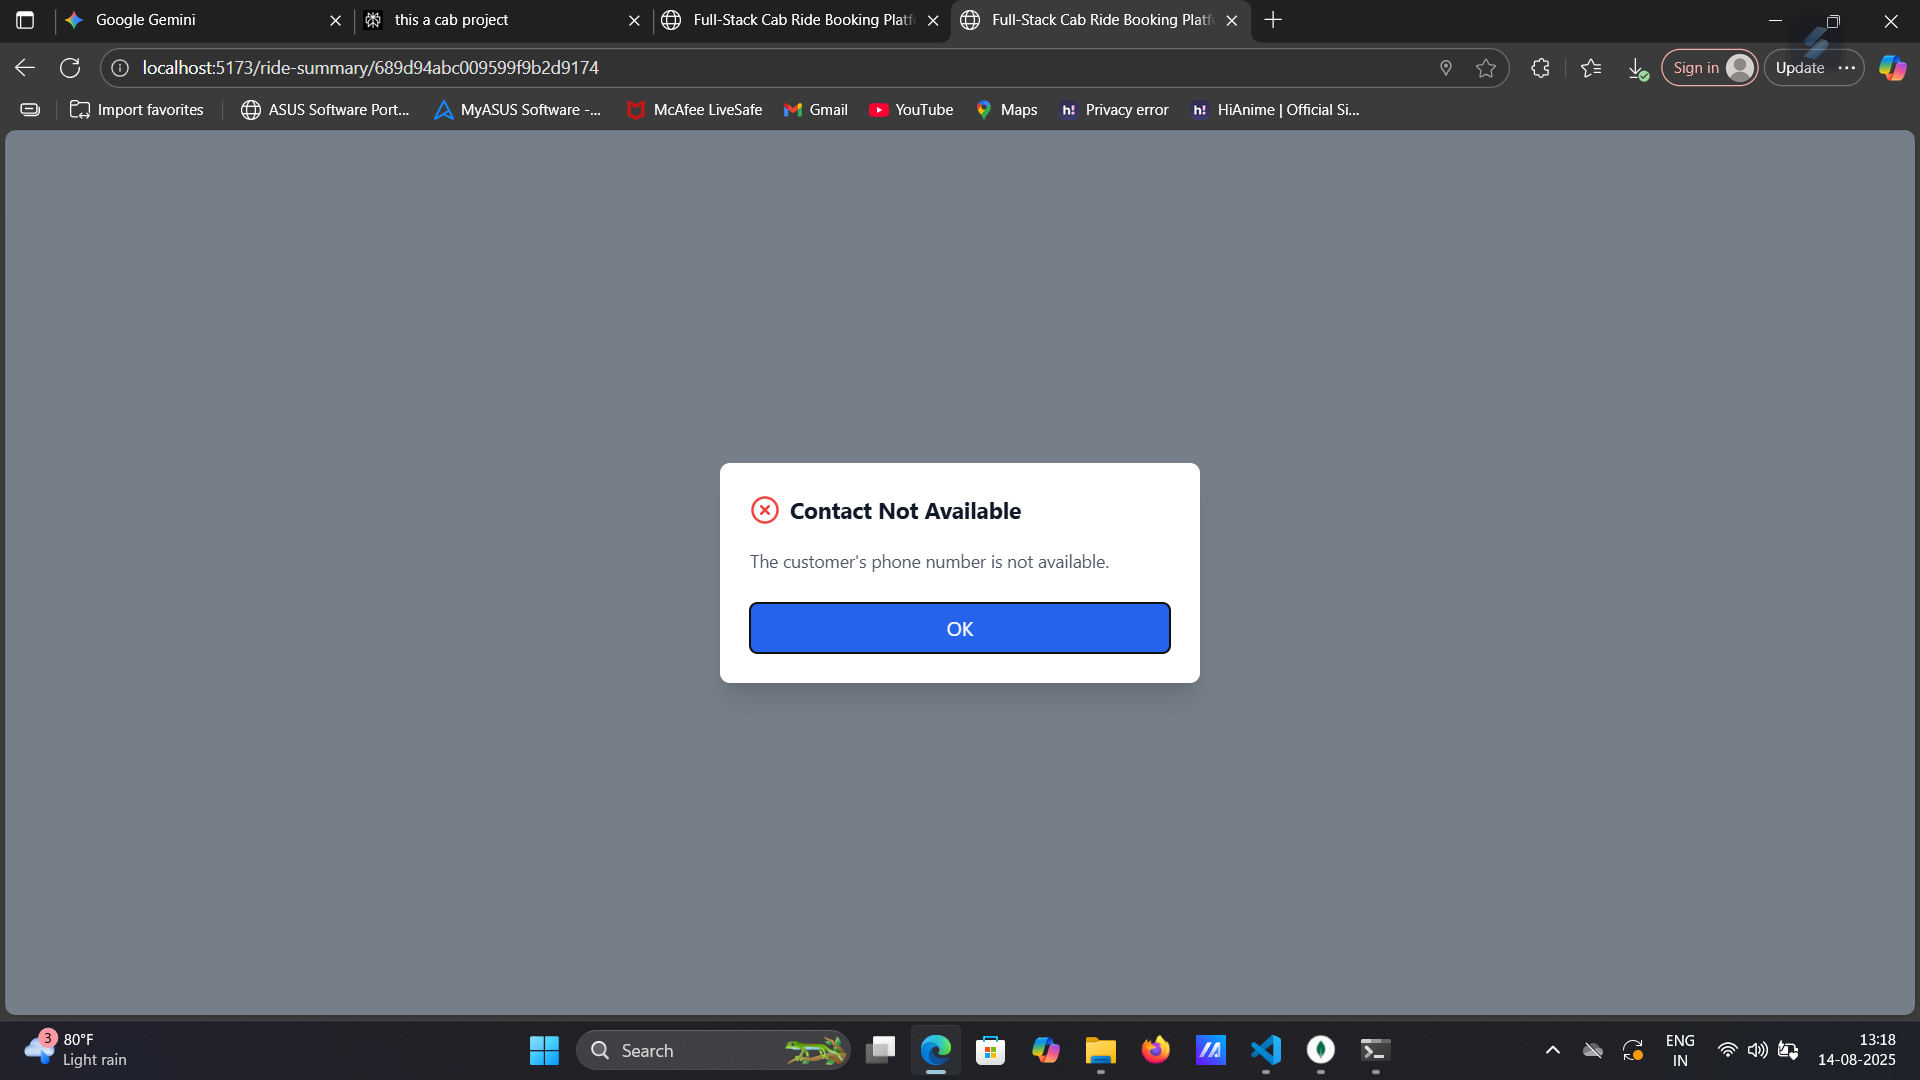 Google Gemini
this a cab project
Full-Stack Cab Ride Booking Platf
Full-Stack Cab Ride Booking Platf
localhost:5173/ride-summary/689d94abc009599f9b2d9174
Sign in
Update
Import favorites
ASUS Software Port...
MyASUS Software -...
McAfee LiveSafe
Gmail
YouTube
Maps
h! Privacy error
h! HiAnime | Official Si...
Contact Not Available
The customer's phone number is not available.
OK
3
80°F
Light rain
Search
ENG
IN
13:18
14-08-2025